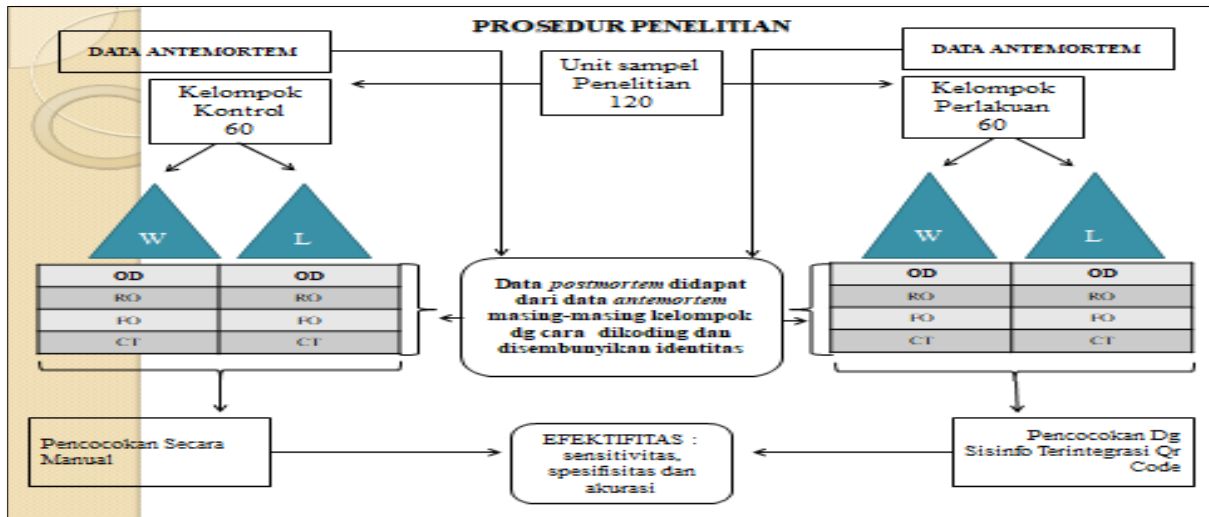 PROSEDUR PENELITIAN
DATA ANTEMORTEM
Unit sampel
Penelitian
120
DATA ANTEMORTEM
Kelompok
Kontrol
60
Kelompok
Perlakuan
60
W
L
W
L
OD OD
RO RO
FO FO
CT CT
Data postmortem didapat
dari data antemortem
masing-masing kelompok
dg cara dikoding dan
disembunyikan identitas
OD OD
RO RO
FO FO
CT CT
Pencocokan Secara
Manual
EFEKTIFITAS :
sensitivitas,
spesifisitas dan
akurasi
Pencocokan Dg
Sisinfo Terintegrasi Qr
Code